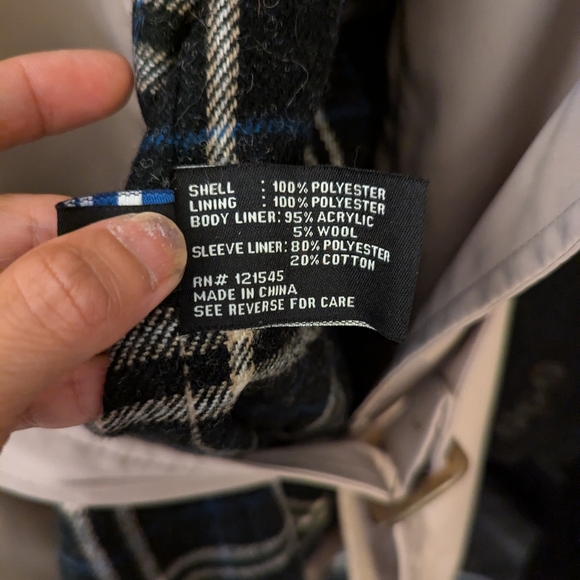 SHELL : 100% POLYESTER
LINING : 100% POLYESTER
BODY LINER: 95% ACRYLIC
5% WOOL
SLEEVE LINER: 80% POLYESTER
20% COTTON
RN# 121545
MADE IN CHINA
SEE REVERSE FOR CARE